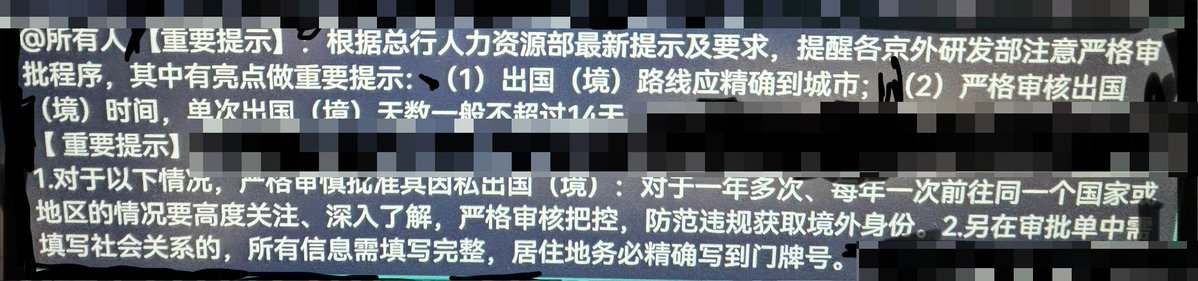 @所有人 【重要提示】：根据总行人力资源部最新提示及要求，提醒各京外研发部注意严格审
批程序，其中有亮点做重要提示：（1）出国（境）路线应精确到城市；（2）严格审核出国
（境）时间，单次出国（境）天数一般不超过14天
【重要提示】
1.对于以下情况，严格审慎批准其因私出国（境）：对于一年多次、每年一次前往同一个国家或
地区的情况要高度关注、深入了解，严格审核把控，防范违规获取境外身份。2.另在审批单中需
填写社会关系的，所有信息需填写完整，居住地务必精确写到门牌号。